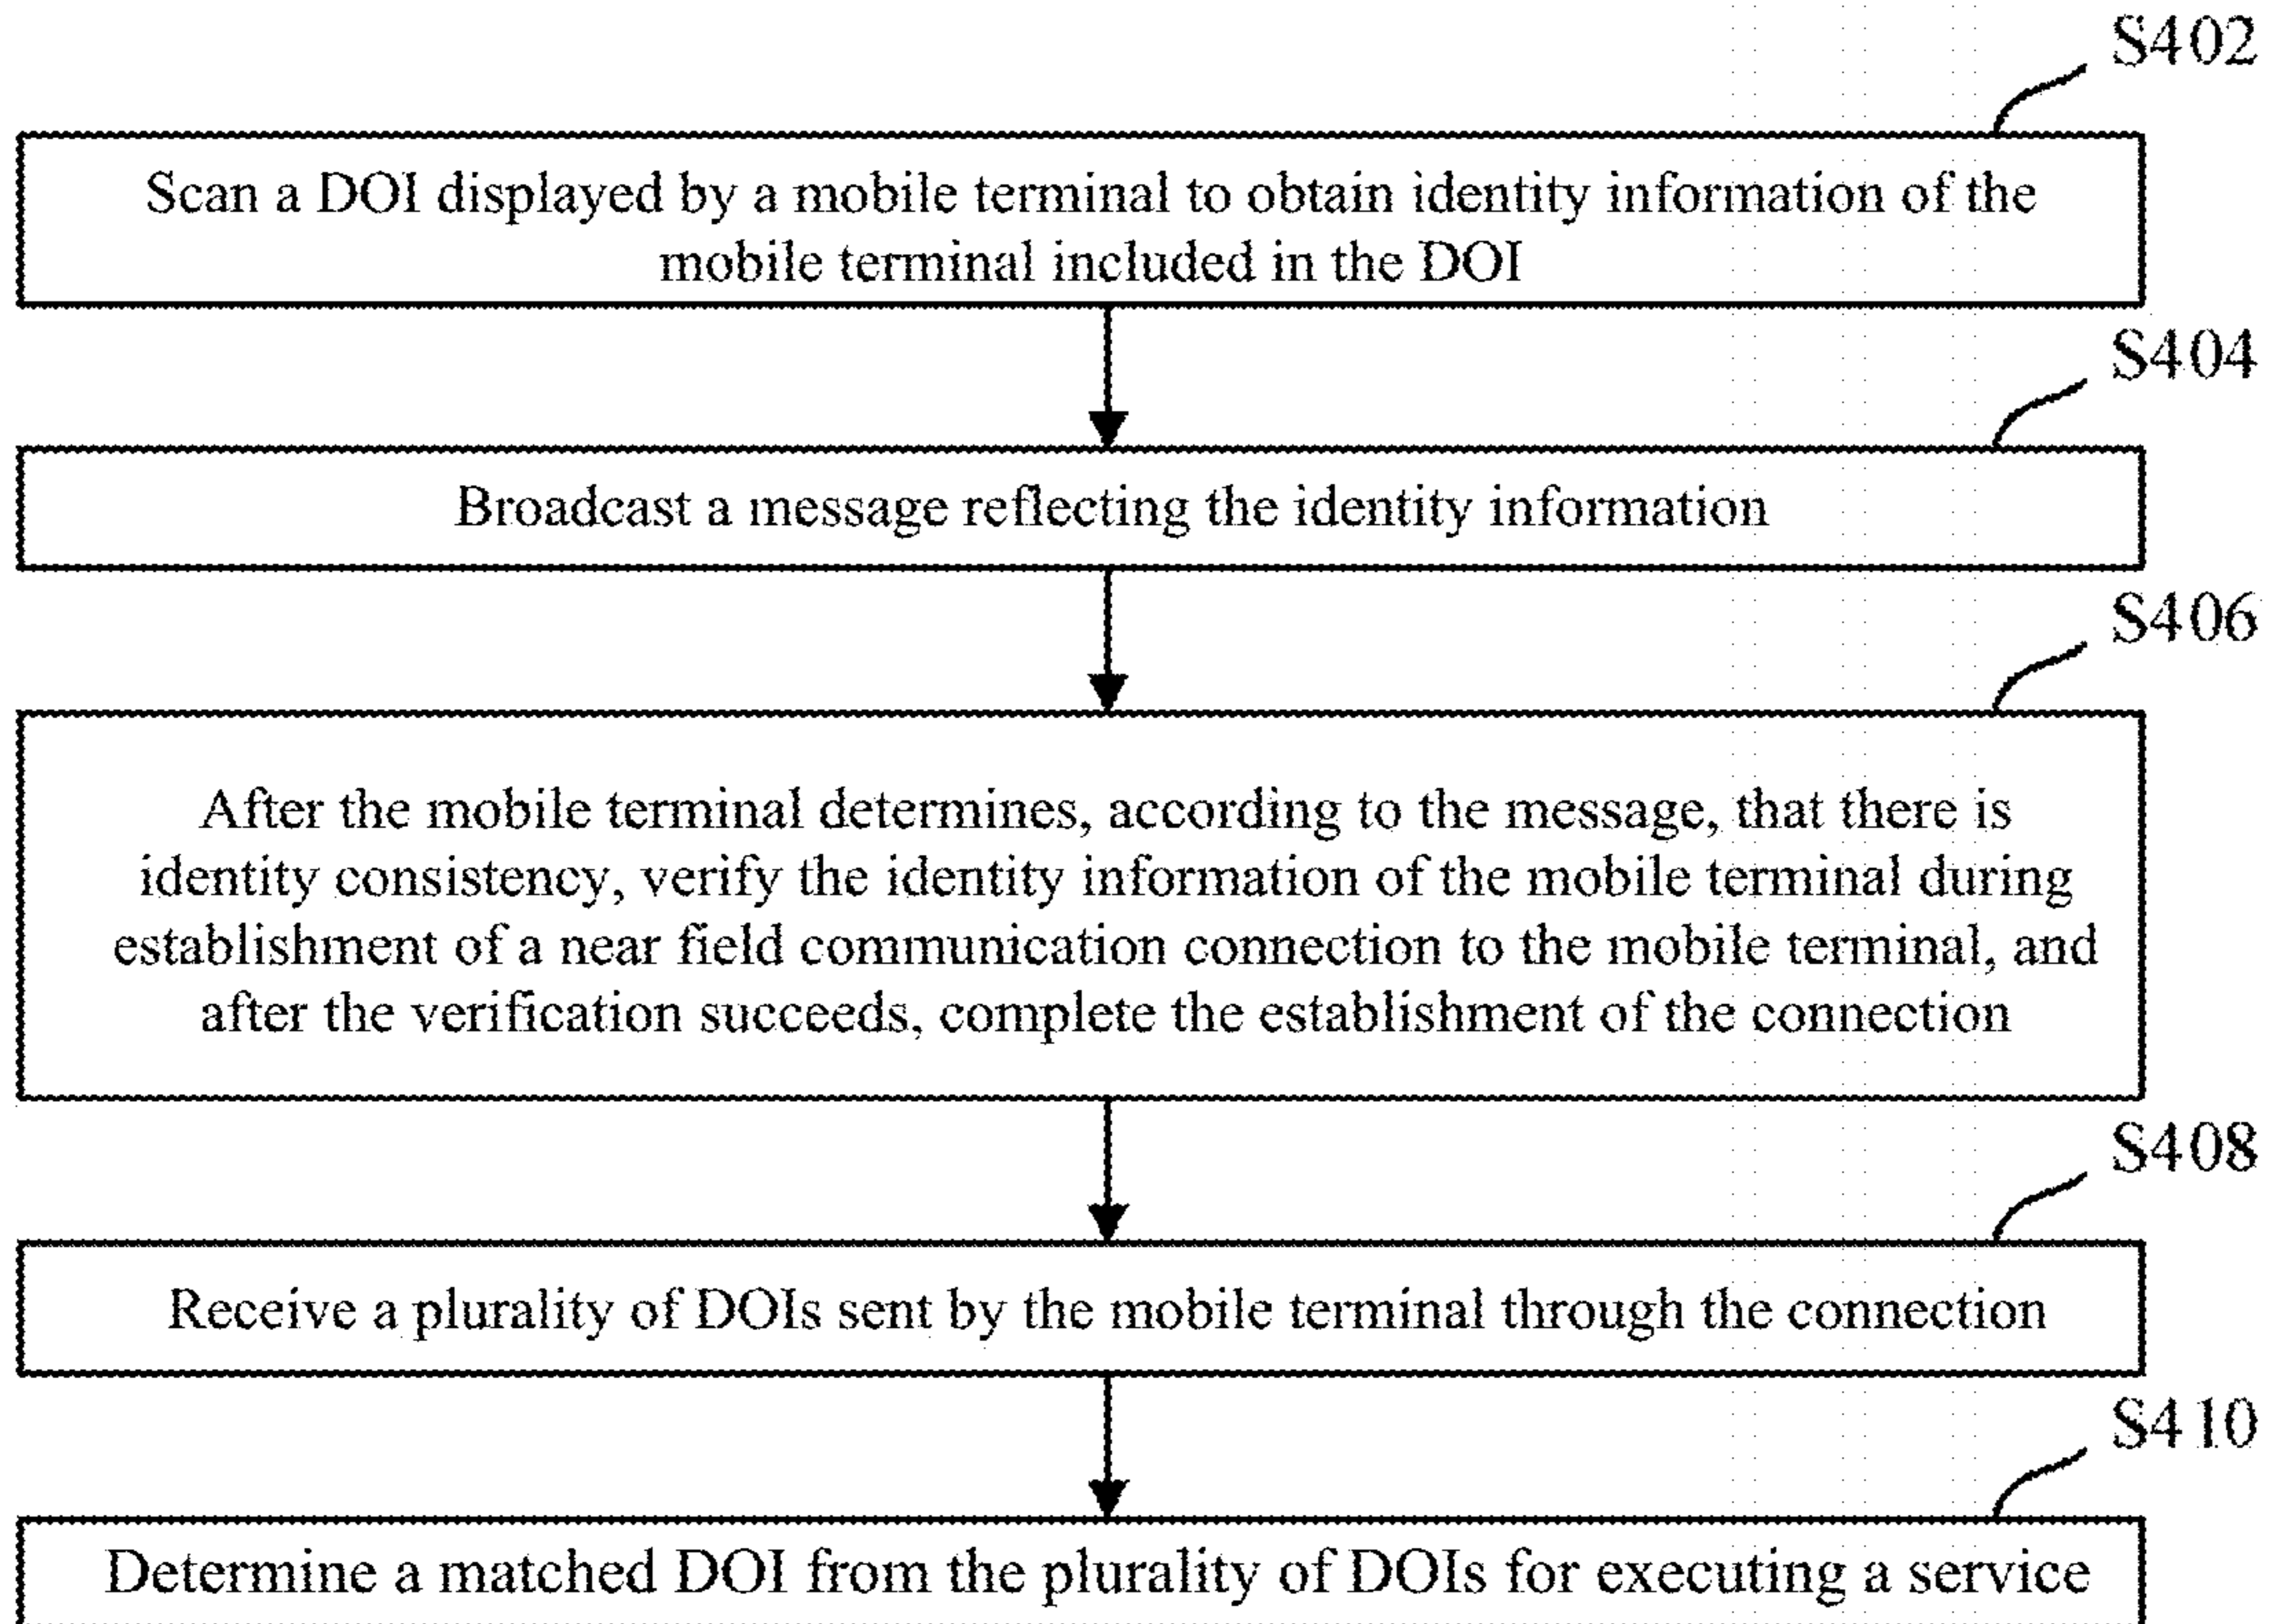 S402
Scan a DOI displayed by a mobile terminal to obtain identity information of the
mobile terminal included in the DOI
S404
Broadcast a message reflecting the identity information
S406
After the mobile terminal determines, according to the message, that there is
identity consistency, verify the identity information of the mobile terminal during
establishment of a near field communication connection to the mobile terminal, and
after the verification succeeds, complete the establishment of the connection
S408
Receive a plurality of DOIs sent by the mobile terminal through the connection
S410
Determine a matched DOI from the plurality of DOIs for executing a service